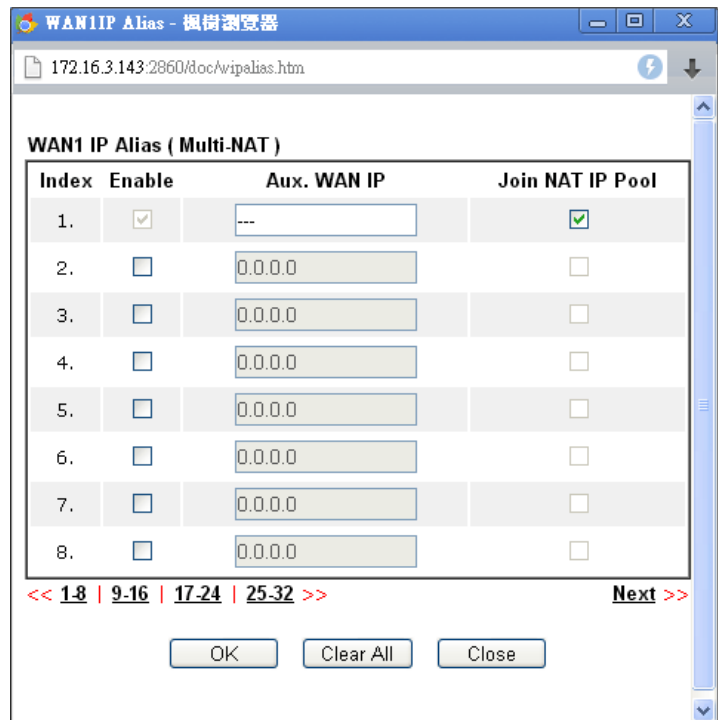 WAN1IP Alias - 楓樹瀏覽器
172.16.3.143:2860/doc/wipalias.htm
WAN1 IP Alias ( Multi-NAT )
Index Enable Aux. WAN IP Join NAT IP Pool
1. ---
2. 0.0.0.0
3. 0.0.0.0
4. 0.0.0.0
5. 0.0.0.0
6. 0.0.0.0
7. 0.0.0.0
8. 0.0.0.0
<< 1-8 | 9-16 | 17-24 | 25-32 >> Next >>
OK Clear All Close